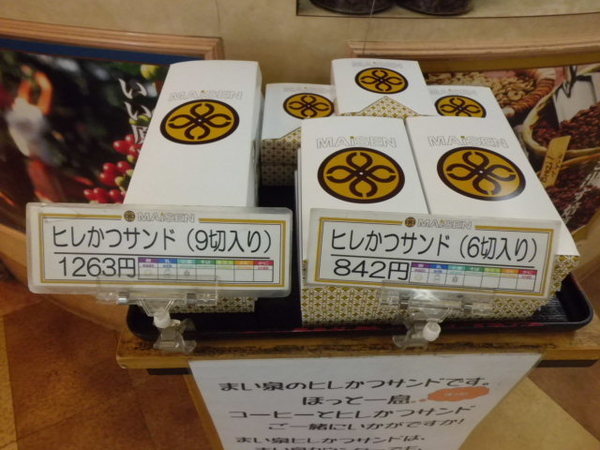 MAiSEN
MAiSEN
MAiSEN
ヒレかつサンド(9切入り)
1263円
MAiSEN
ヒレかつサンド(6切入り)
842円
まい泉のヒレかつサンドです。
ほっと一息。
コーヒーとヒレかつサンド
ご一緒にいかがですか!
まい泉ヒレかつサンドは、